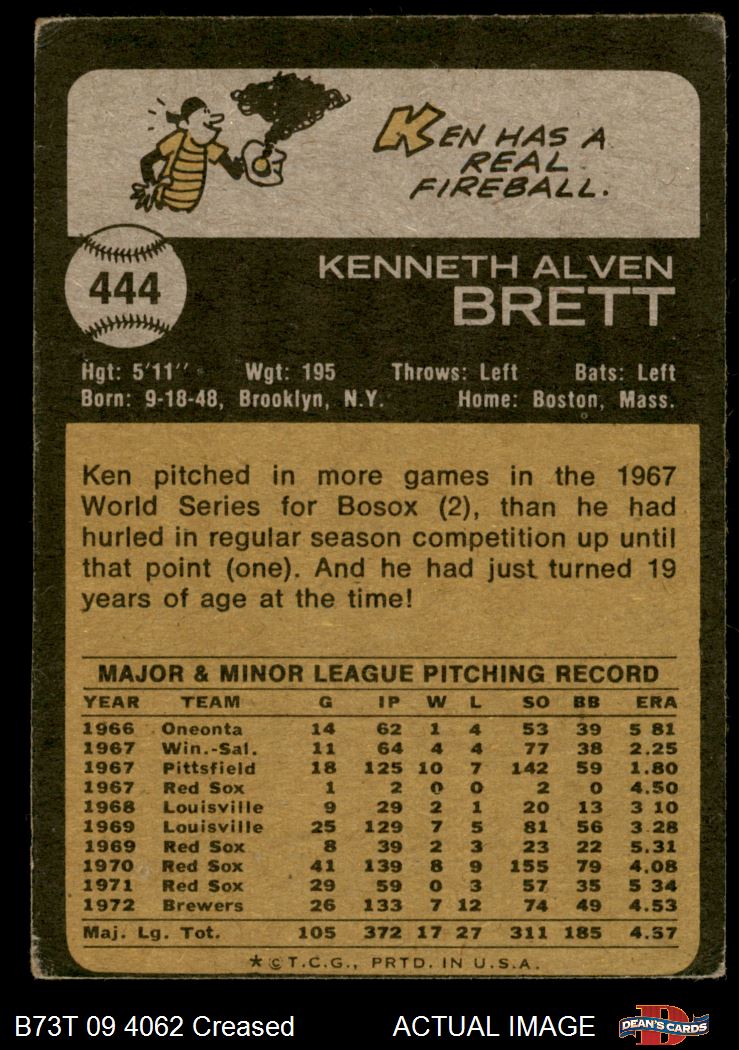 KEN HAS A
REAL
FIREBALL.
444
KENNETH ALVEN
BRETT
Hgt: 5'11" Wgt: 195 Throws: Left Bats: Left
Born: 9-18-48, Brooklyn, N.Y. Home: Boston, Mass.
Ken pitched in more games in the 1967
World Series for Bosox (2), than he had
hurled in regular season competition up until
that point (one). And he had just turned 19
years of age at the time!
MAJOR & MINOR LEAGUE PITCHING RECORD
YEAR TEAM G IP W L SO BB ERA
1966 Oneonta 14 62 1 4 53 39 5 81
1967 Win.-Sal. 11 64 4 4 77 38 2.25
1967 Pittsfield 18 125 10 7 142 59 1.80
1967 Red Sox 1 2 0 0 2 0 4.50
1968 Louisville 9 29 2 1 20 13 3 10
1969 Louisville 25 129 7 5 81 56 3.28
1969 Red Sox 8 39 2 3 23 22 5.31
1970 Red Sox 41 139 8 9 155 79 4.08
1971 Red Sox 29 59 0 3 57 35 5 34
1972 Brewers 26 133 7 12 74 49 4.53
Maj. Lg. Tot. 105 372 17 27 311 185 4.57
*©T.C.G., PRTD. IN U.S.A.
B73T 09 4062 Creased ACTUAL IMAGE
D
DEAN'S CARDS